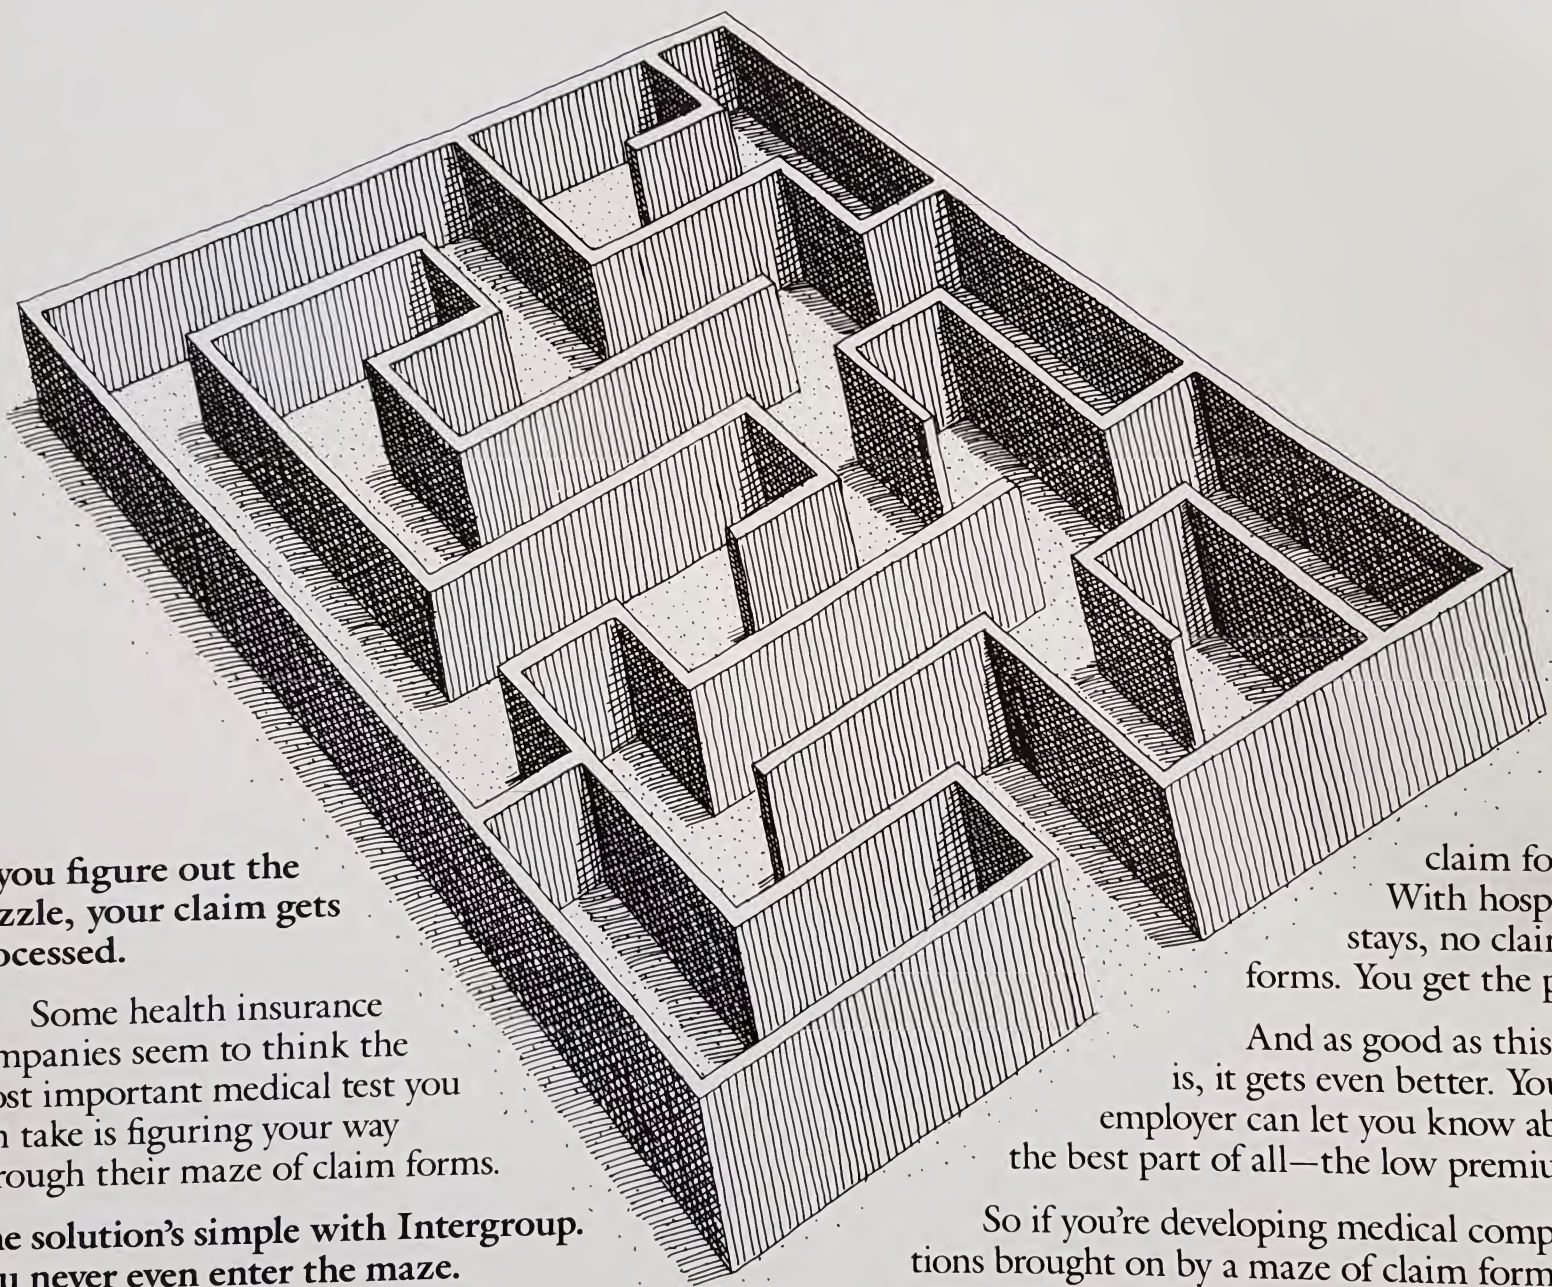 you figure out the
zzle, your claim gets
ocessed.
Some health insurance
mpanies seem to think the
ost important medical test you
n take is figuring your way
rough their maze of claim forms.
e solution's simple with Intergroup.
u never even enter the maze.
claim fo
With hosp
stays, no clai
forms. You get the p
And as good as this
is, it gets even better. You
employer can let you know ab
the best part of all—the low premiu
So if you're developing medical comp
tions brought on by a maze of claim form